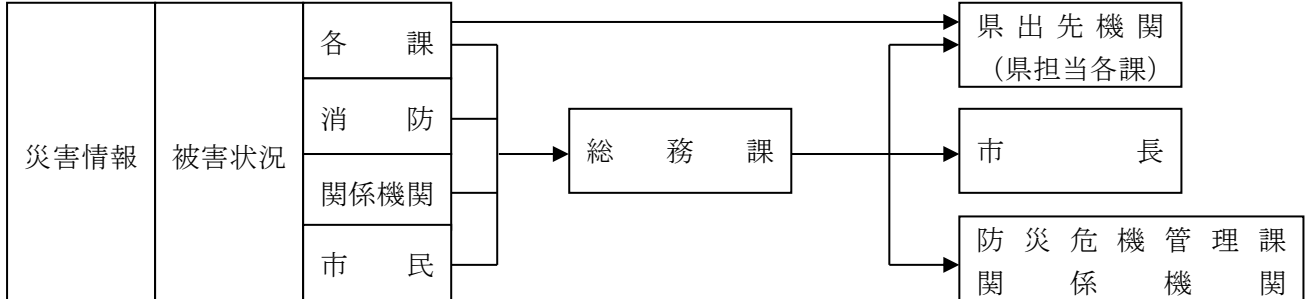 災害情報
被害状況
各課
消防
関係機関
市民
総務課
県出先機関
（県担当各課）
市長
防災危機管理課
関係機関